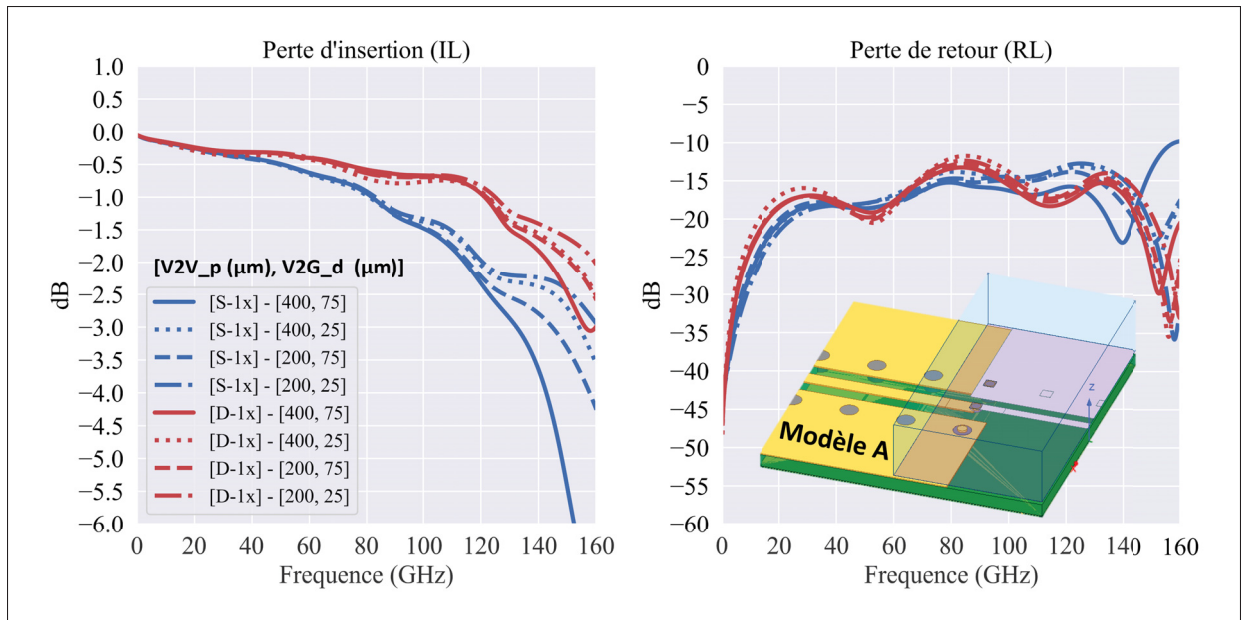 Perte d'insertion (IL)
1.0
0.5
0.0
−0.5
−1.0
−1.5
−2.0
−2.5
−3.0
−3.5
−4.0
−4.5
−5.0
−5.5
−6.0
dB
[V2V_p (μm), V2G_d (μm)]
[S-1x] - [400, 75]
[S-1x] - [400, 25]
[S-1x] - [200, 75]
[S-1x] - [200, 25]
[D-1x] - [400, 75]
[D-1x] - [400, 25]
[D-1x] - [200, 75]
[D-1x] - [200, 25]
0 20 40 60 80 100 120 140 160
Frequence (GHz)
Perte de retour (RL)
0
−5
−10
−15
−20
−25
−30
−35
−40
−45
−50
−55
−60
dB
z
Modèle A
0 20 40 60 80 100 120 140 160
Frequence (GHz)